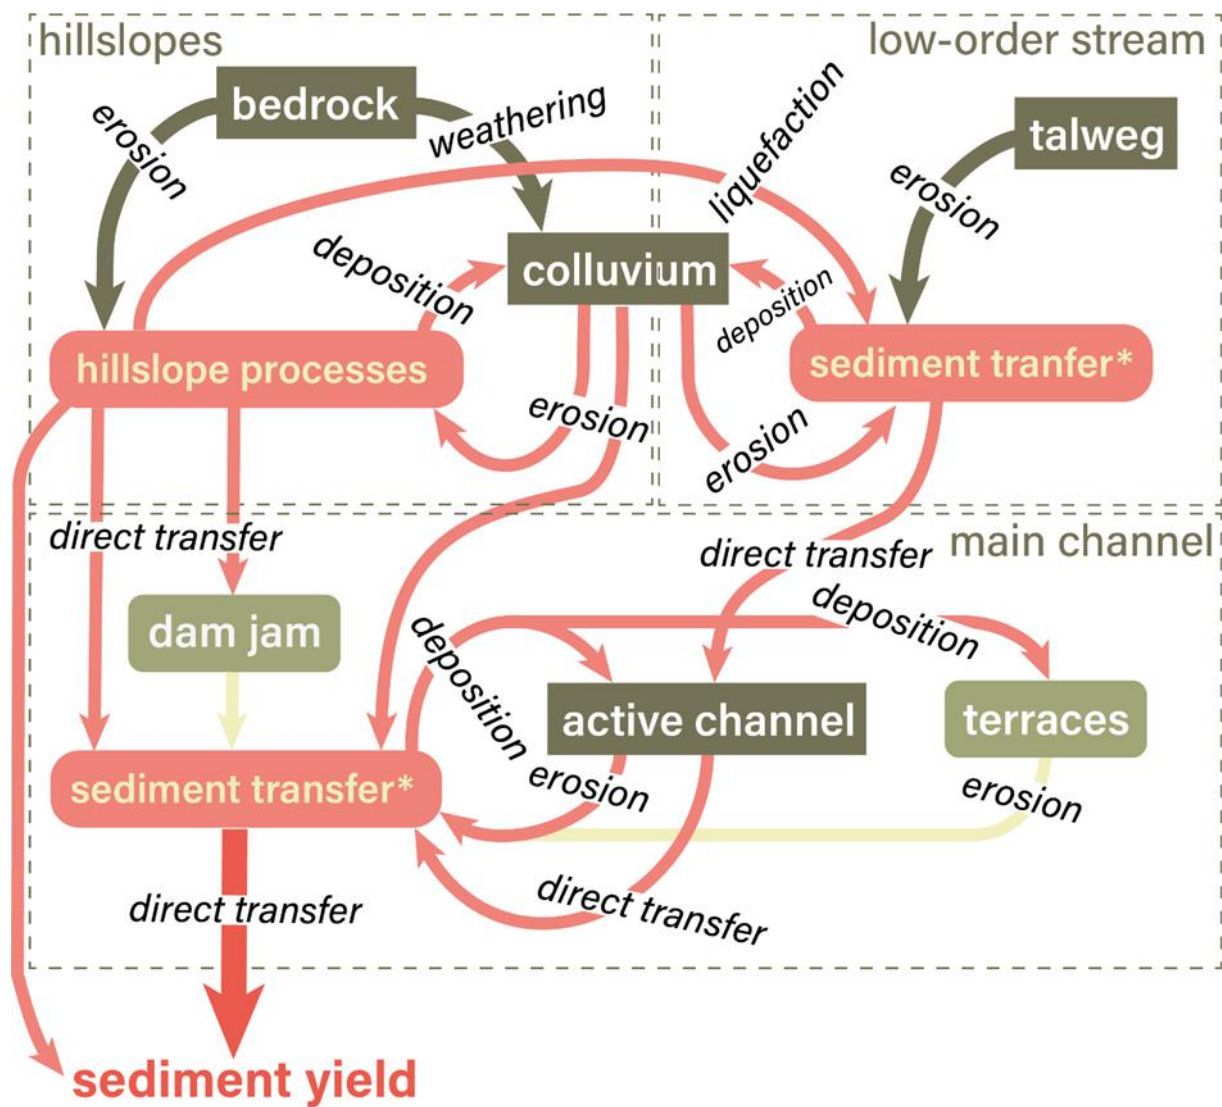 hillslopes
low-order stream
bedrock
talweg
erosion
weathering
liquefaction
erosion
deposition
colluvium
deposition
hillslope processes
sediment tranfer*
erosion
erosion
direct transfer
direct transfer
main channel
dam jam
deposition
deposition
active channel
terraces
sediment transfer*
erosion
erosion
direct transfer
direct transfer
sediment yield